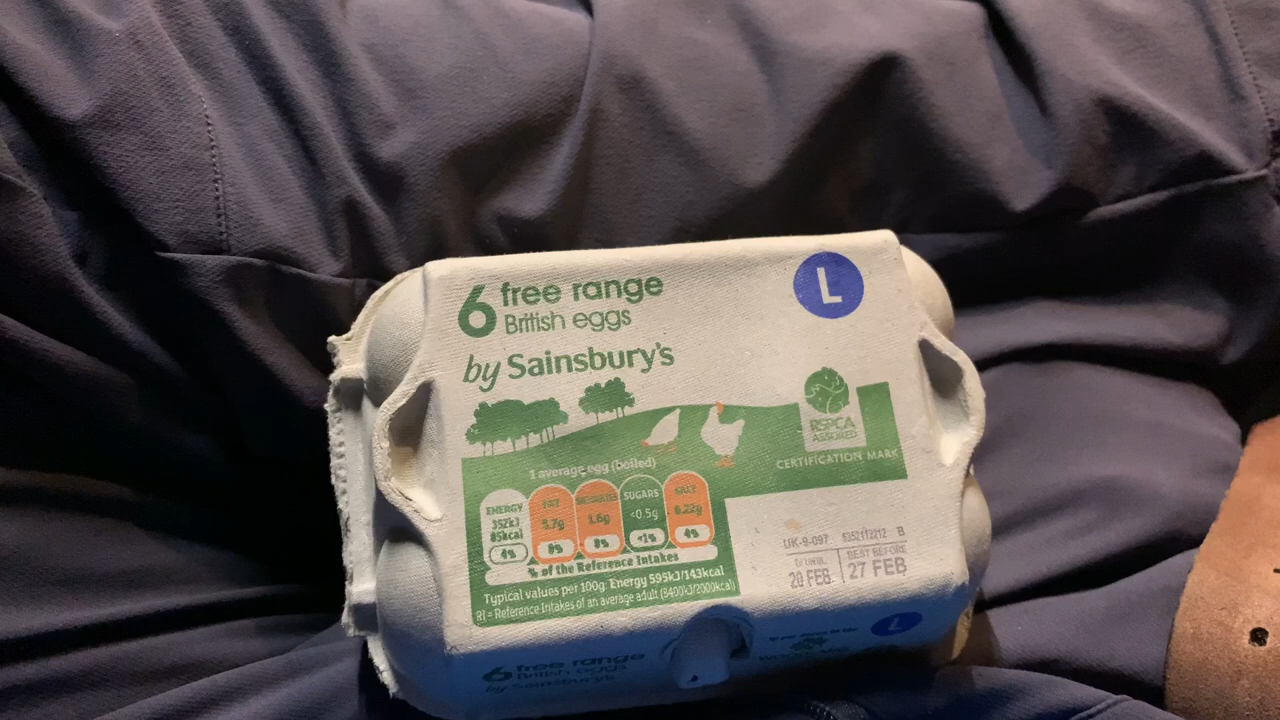 6 free range
British eggs
L
by Sainsbury's
RSPCA
ASSURED
CERTIFICATION MARK
1 average egg (boiled)
ENERGY
352kJ
85kcal
4%
FAT
5.7g
8%
SATURATES
1.6g
8%
SUGARS
<0.5g
<1%
SALT
0.22g
4%
% of the Reference Intakes
Typical values per 100g: Energy 595kJ/143kcal
RI = Reference Intakes of an average adult (8400kJ/2000kcal)
UK-9-097 B
20 FEB
BEST BEFORE
27 FEB
6 free range
British eggs
by Sainsbury's
L